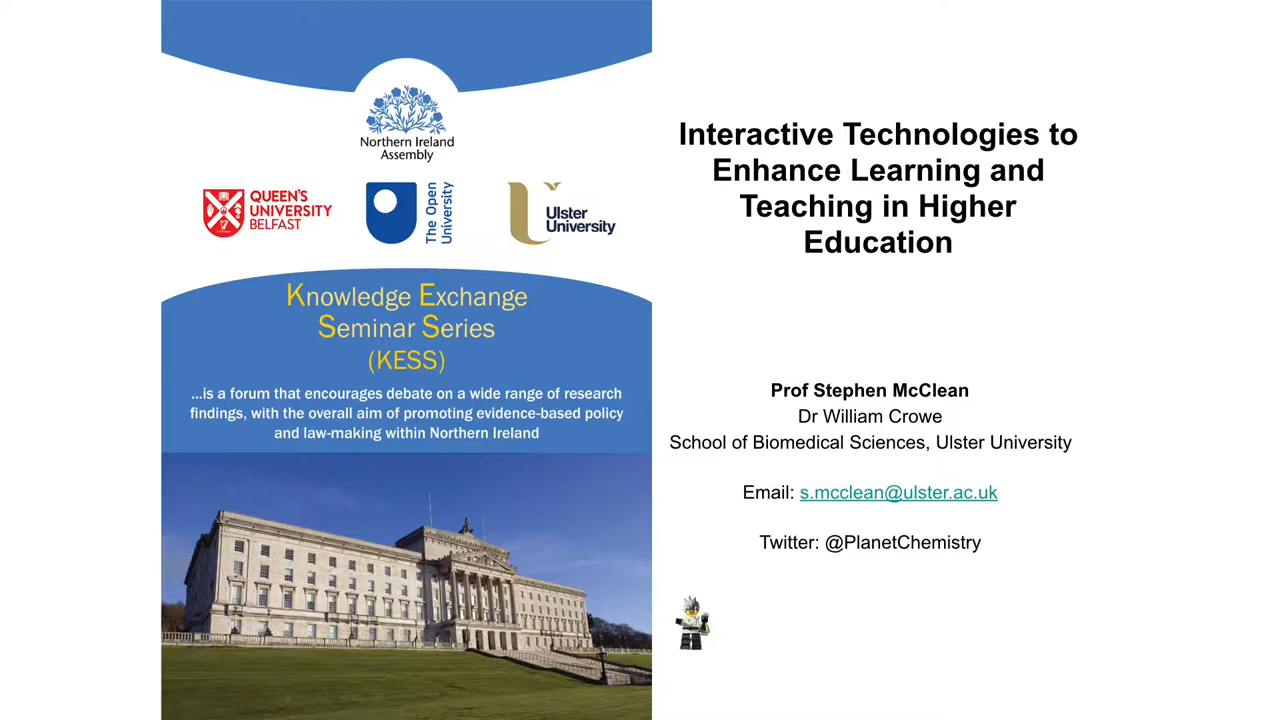 Northern Ireland
Assembly
QUEEN'S
UNIVERSITY
BELFAST
The Open
University
Ulster
University
Knowledge Exchange
Seminar Series
(KESS)
...is a forum that encourages debate on a wide range of research
findings, with the overall aim of promoting evidence-based policy
and law-making within Northern Ireland
Interactive Technologies to
Enhance Learning and
Teaching in Higher
Education
Prof Stephen McClean
Dr William Crowe
School of Biomedical Sciences, Ulster University
Email: s.mcclean@ulster.ac.uk
Twitter: @PlanetChemistry